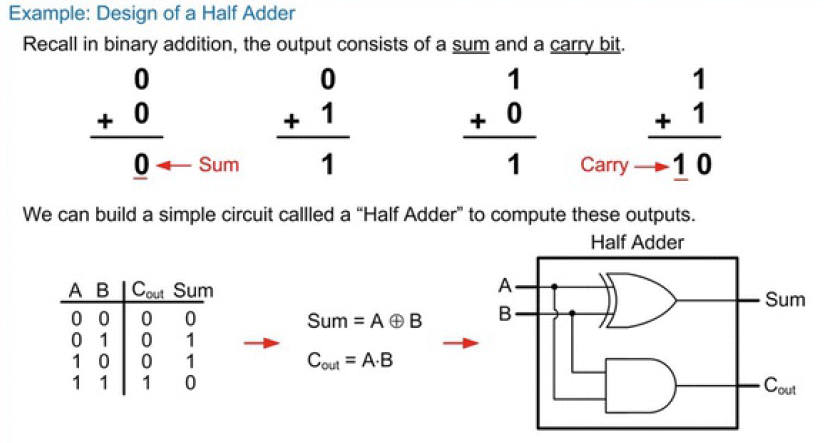 Example: Design of a Half Adder
Recall in binary addition, the output consists of a sum and a carry bit.
0 0 1 1
+ 0 + 1 + 0 + 1
0 ← Sum 1 1 Carry → 1 0
We can build a simple circuit callled a “Half Adder” to compute these outputs.
Half Adder
A B Cout Sum
0 0 0 0
0 1 0 1
1 0 0 1
1 1 1 0
Sum = A ⊕ B
Cout = A·B
A
B
Sum
Cout